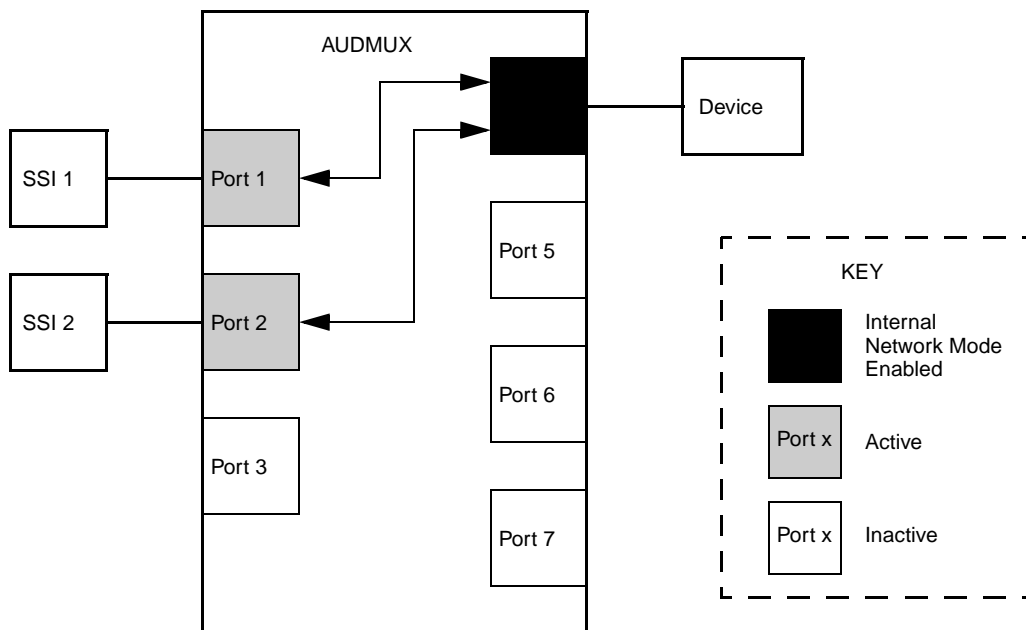 AUDMUX
Device
SSI 1
Port 1
Port 5
KEY
SSI 2
Port 2
Internal
Network Mode
Enabled
Port 6
Port x
Active
Port 3
Port 7
Port x
Inactive